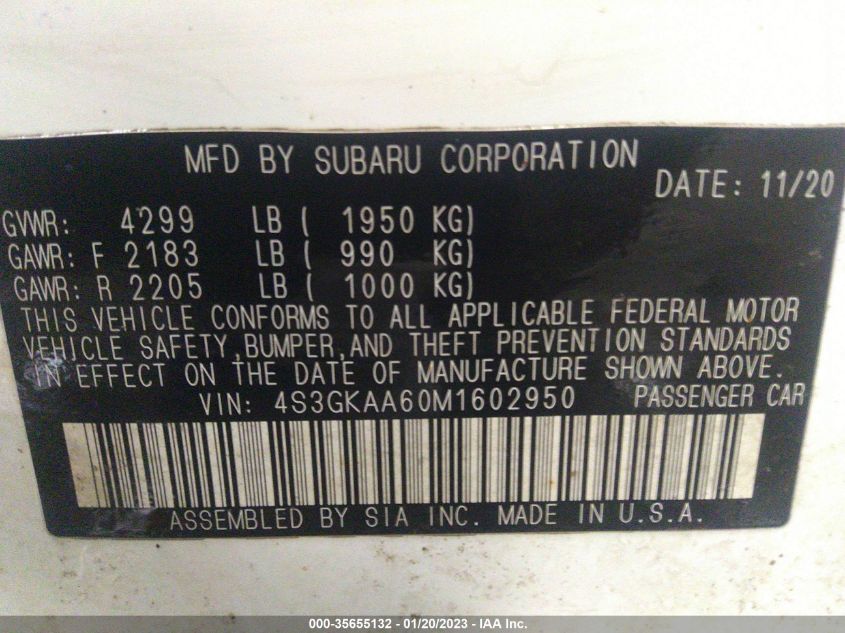 MFD BY SUBARU CORPORATION
DATE: 11/20
GVWR: 4299 LB ( 1950 KG)
GAWR: F 2183 LB ( 990 KG)
GAWR: R 2205 LB ( 1000 KG)
THIS VEHICLE CONFORMS TO ALL APPLICABLE FEDERAL MOTOR
VEHICLE SAFETY,BUMPER,AND THEFT PREVENTION STANDARDS
IN EFFECT ON THE DATE OF MANUFACTURE SHOWN ABOVE.
VIN: 4S3GKAA60M1602950 PASSENGER CAR
ASSEMBLED BY SIA INC. MADE IN U.S.A.
000-35655132 - 01/20/2023 - IAA Inc.